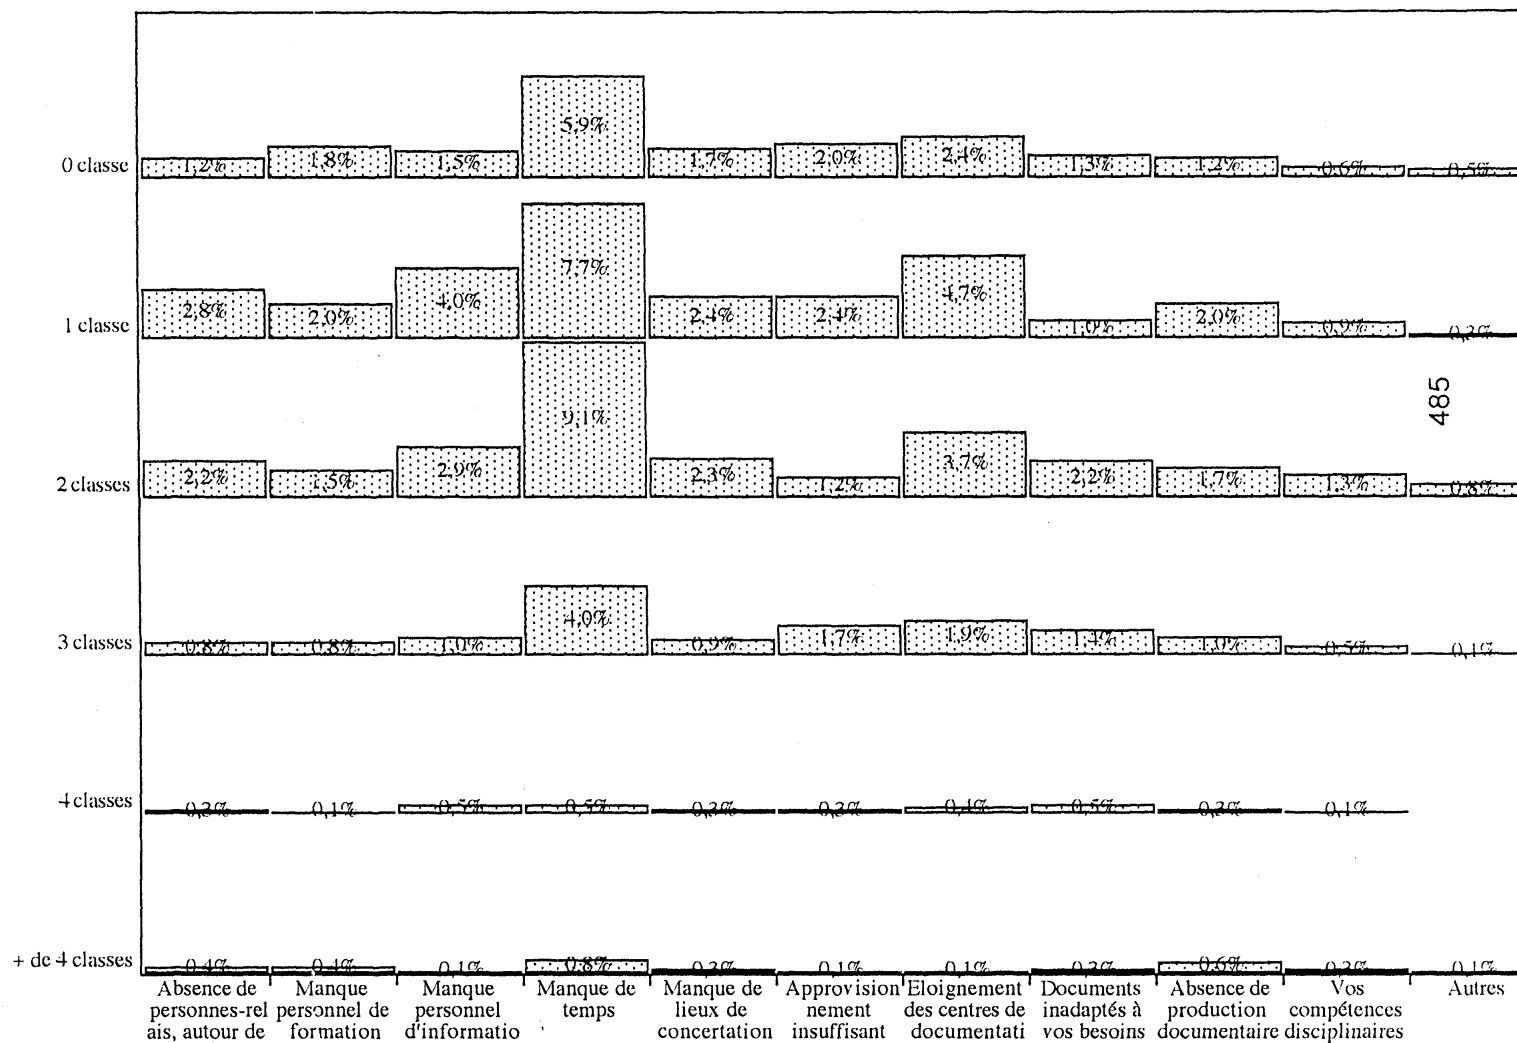 5,9%
0 classe 1,2% 1,8% 1,5% 1,7% 2,0% 2,4% 1,3% 1,2% 0,6% 0,5%
7,7%
1 classe 2,8% 2,0% 4,0% 2,4% 2,4% 4,7% 1,0% 2,0% 0,9% 0,3%
485
9,1%
2 classes 2,2% 1,5% 2,9% 2,3% 1,2% 3,7% 2,2% 1,7% 1,3% 0,8%
4,0%
3 classes 0,8% 0,8% 1,0% 0,9% 1,7% 1,9% 1,4% 1,0% 0,5% 0,1%
4 classes 0,3% 0,1% 0,5% 0,5% 0,3% 0,3% 0,4% 0,5% 0,3% 0,1%
+ de 4 classes 0,4% 0,4% 0,1% 0,8% 0,3% 0,1% 0,1% 0,3% 0,6% 0,3% 0,1%
Absence de Manque Manque Manque de Manque de Approvision Eloignement Documents Absence de Vos Autres
personnes-rel personnel de personnel temps lieux de nement des centres de inadaptés à production compétences
ais, autour de formation d'informatio concertation insuffisant documentati vos besoins documentaire disciplinaires